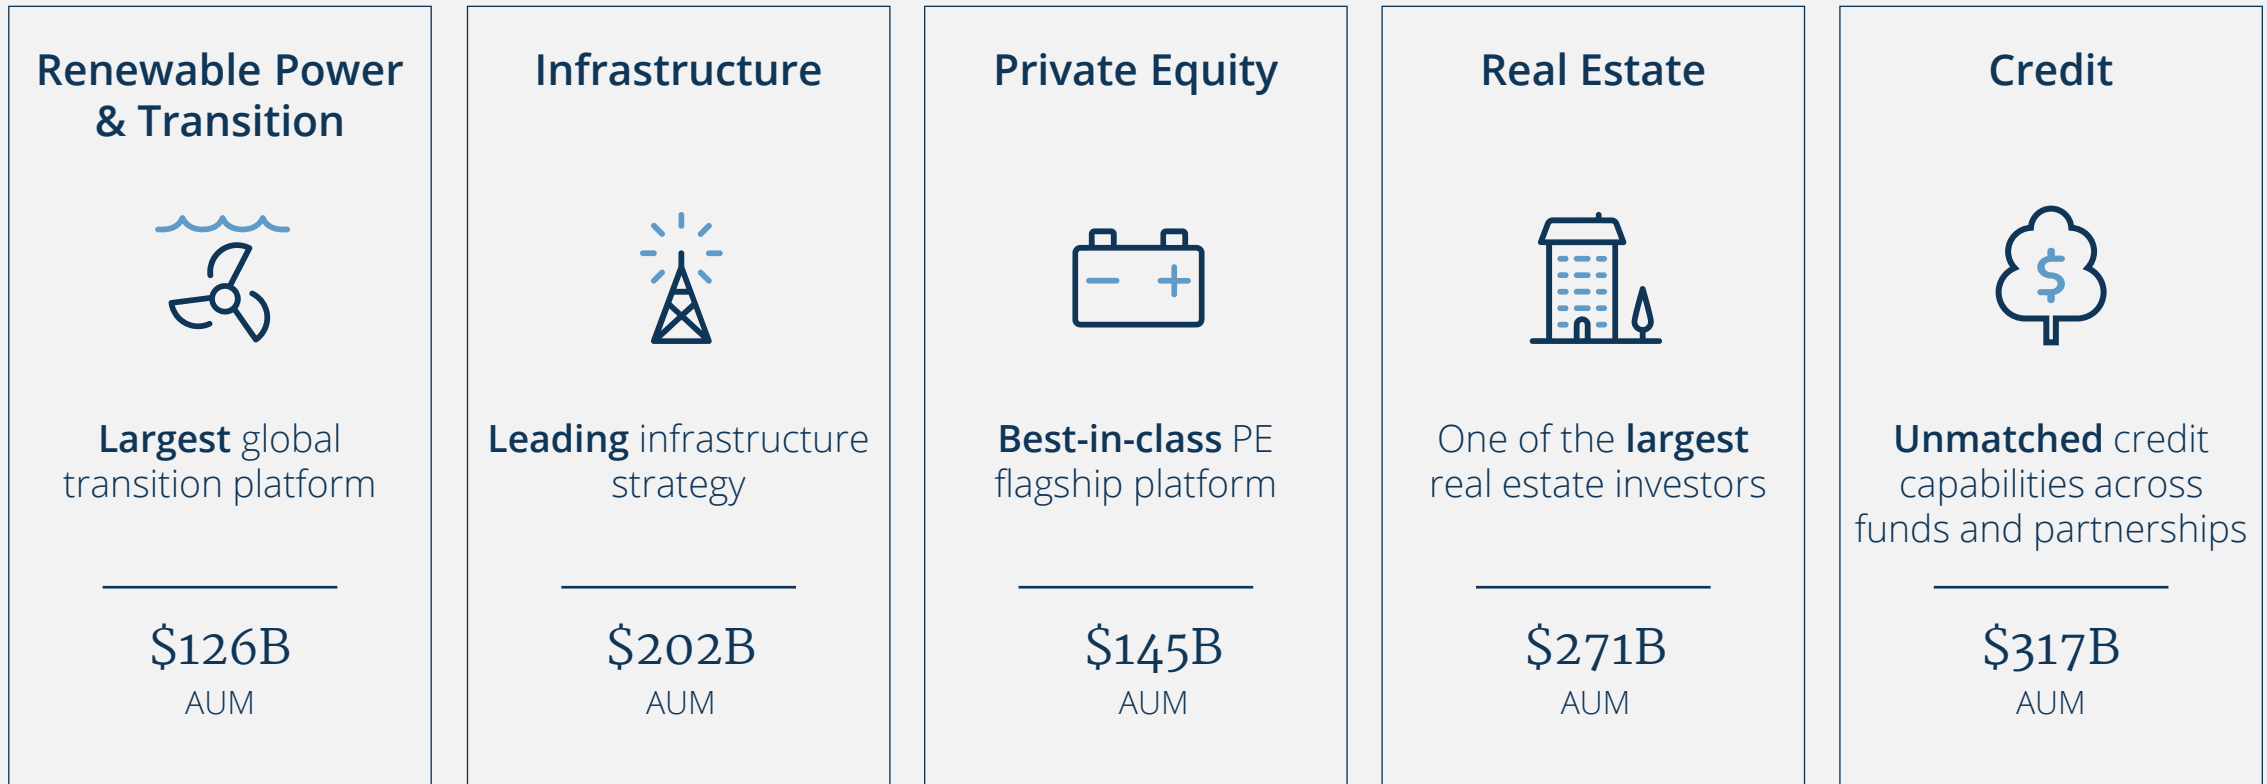 Renewable Power
& Transition
Largest global
transition platform
$126B
AUM
Infrastructure
Leading infrastructure
strategy
$202B
AUM
Private Equity
Best-in-class PE
flagship platform
$145B
AUM
Real Estate
One of the largest
real estate investors
$271B
AUM
Credit
$
Unmatched credit
capabilities across
funds and partnerships
$317B
AUM